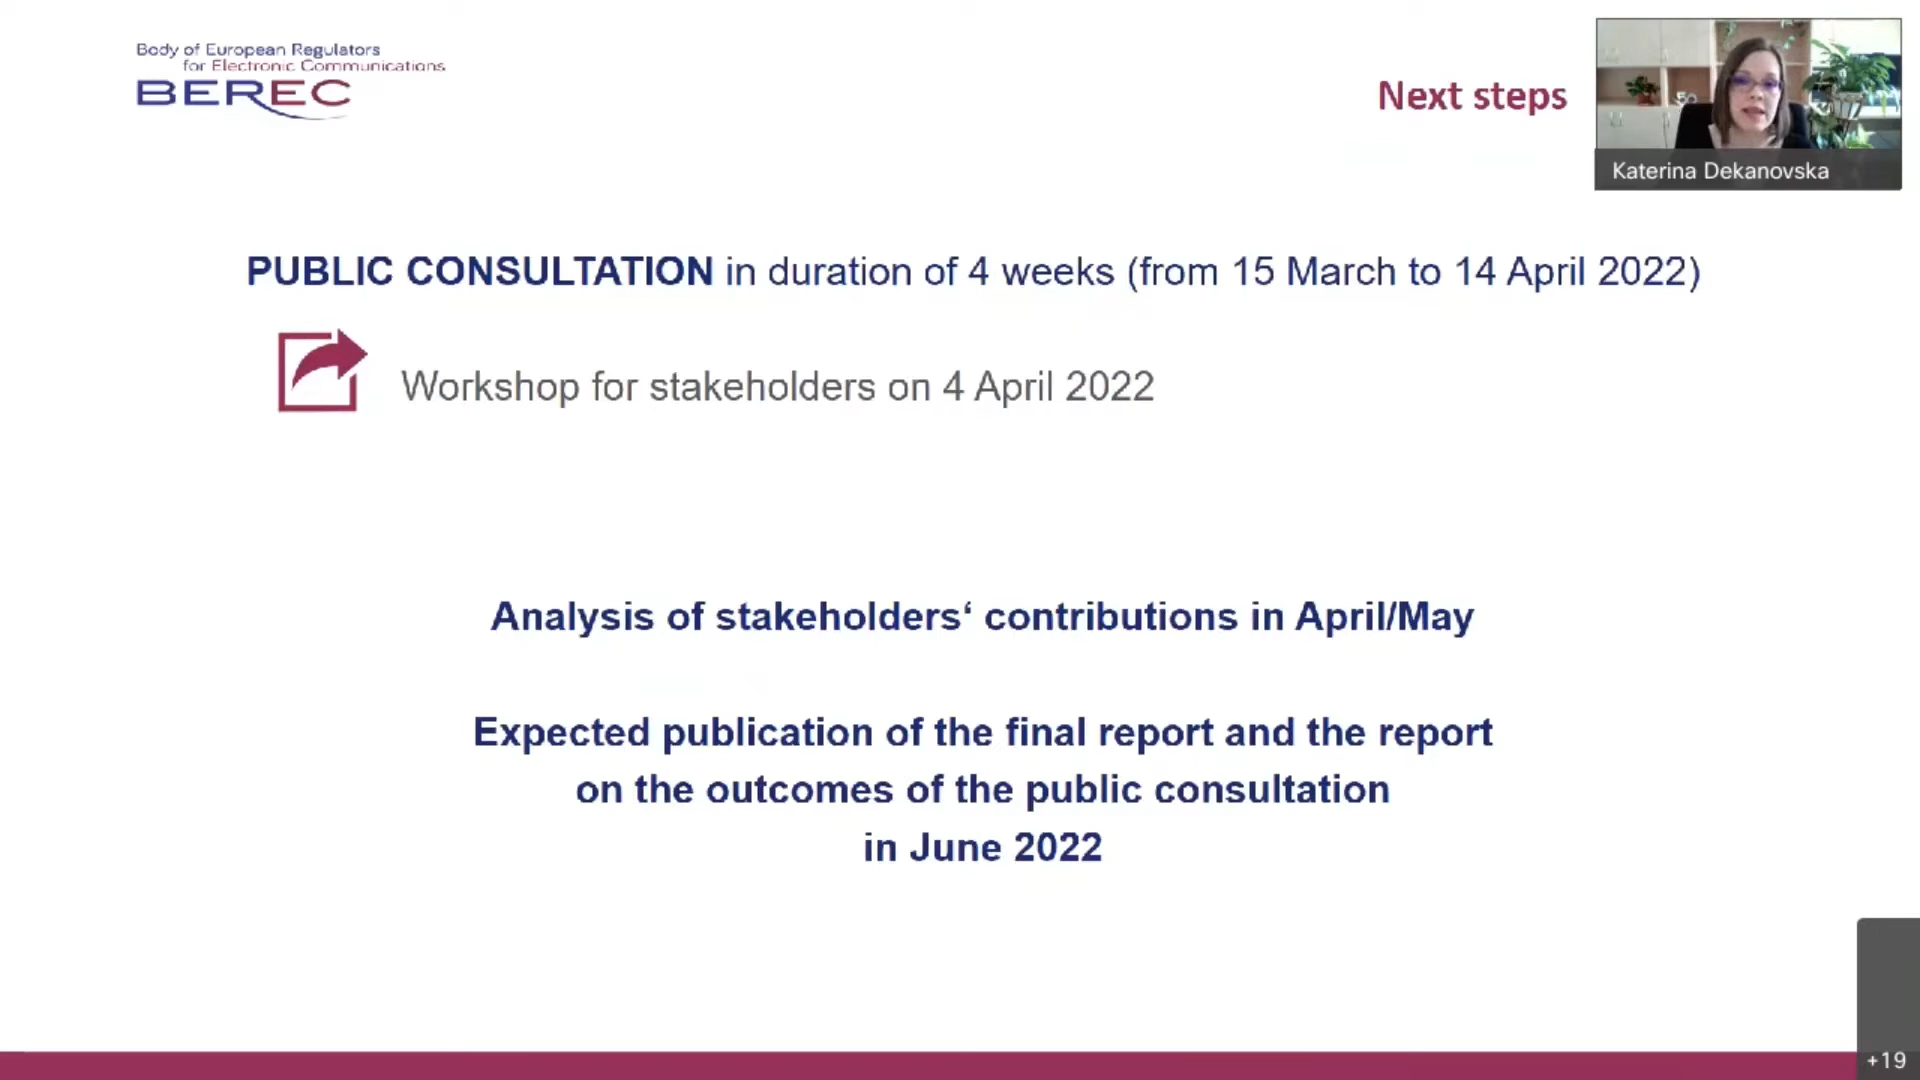 Body of European Regulators
for Electronic Communications
BEREC
Next steps
Katerina Dekanovska
PUBLIC CONSULTATION in duration of 4 weeks (from 15 March to 14 April 2022)
Workshop for stakeholders on 4 April 2022
Analysis of stakeholders‘ contributions in April/May
Expected publication of the final report and the report
on the outcomes of the public consultation
in June 2022
+19